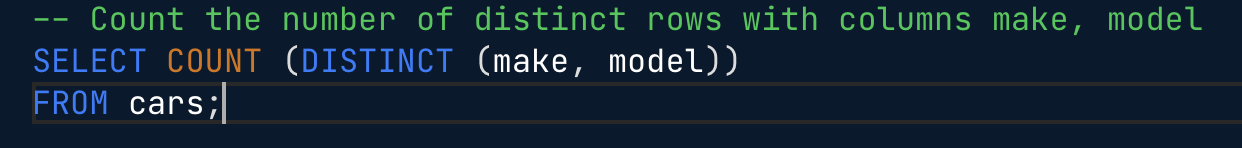 -- Count the number of distinct rows with columns make, model
SELECT COUNT (DISTINCT (make, model))
FROM cars;